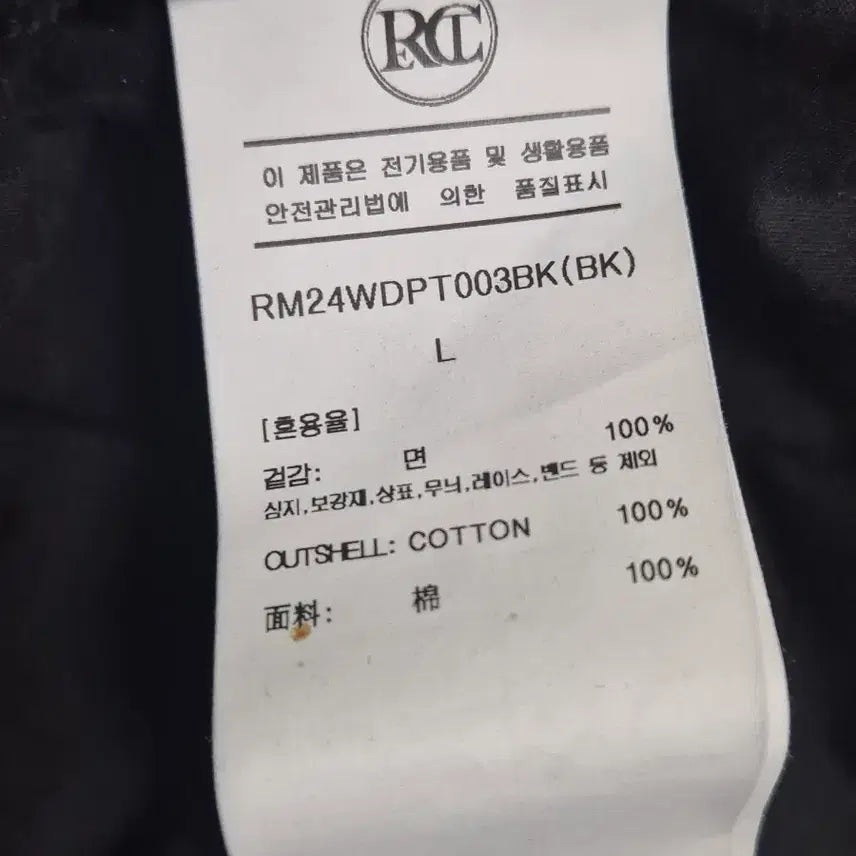 RECT
이 제품은 전기용품 및 생활용품
안전관리법에 의한 품질표시
RM24WDPT003BK(BK)
L
[혼용율]
겉감: 면 100%
심지,보강재,상표,무늬,레이스,밴드 등 제외
OUTSHELL: COTTON 100%
面料: 棉 100%